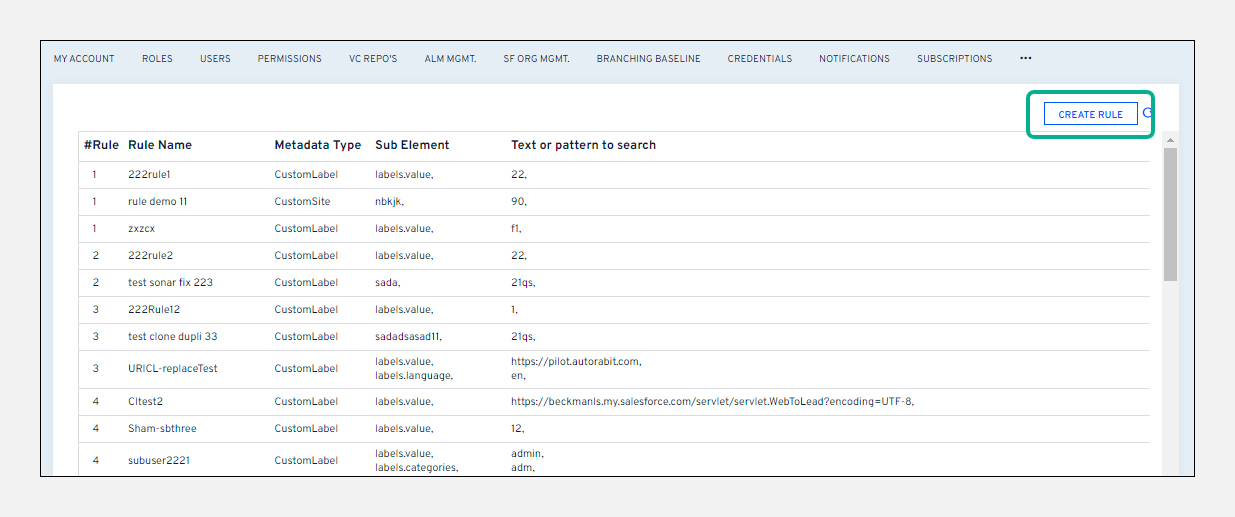 MY ACCOUNT ROLES USERS PERMISSIONS VC REPO'S ALM MGMT. SF ORG MGMT. BRANCHING BASELINE CREDENTIALS NOTIFICATIONS SUBSCRIPTIONS •••
CREATE RULE
#Rule Rule Name Metadata Type Sub Element Text or pattern to search
1 222rule1 CustomLabel labels.value, 22,
1 rule demo 11 CustomSite nbkjk, 90,
1 zxzcx CustomLabel labels.value, f1,
2 222rule2 CustomLabel labels.value, 22,
2 test sonar fix 223 CustomLabel sada, 21qs,
3 222Rule12 CustomLabel labels.value, 1,
3 test clone dupli 33 CustomLabel sadadsasad11, 21qs,
3 URICL-replaceTest CustomLabel labels.value, https://pilot.autorabit.com,
labels.language, en,
4 CItest2 CustomLabel labels.value, https://beckmanls.my.salesforce.com/servlet/servlet.WebToLead?encoding=UTF-8,
4 Sham-sbthree CustomLabel labels.value, 12,
4 subuser2221 CustomLabel labels.value, admin,
labels.categories, adm,